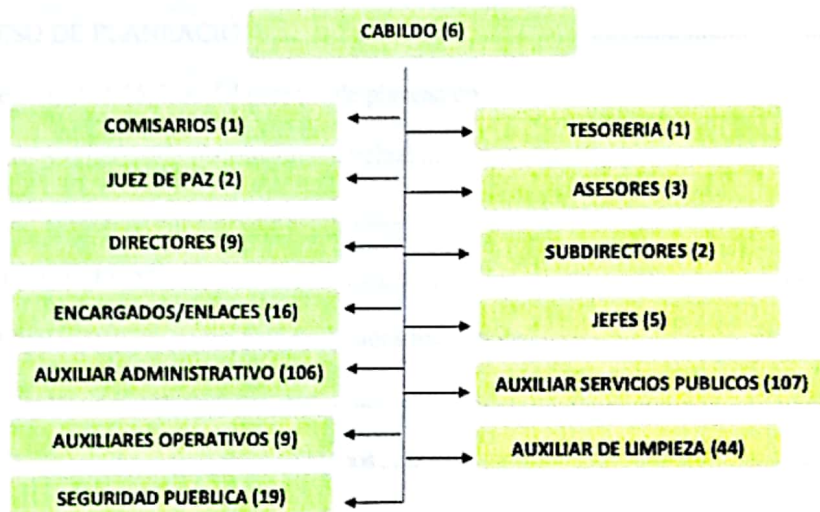 CABILDO (6)
COMISARIOS (1)
TESORERIA (1)
JUEZ DE PAZ (2)
ASESORES (3)
DIRECTORES (9)
SUBDIRECTORES (2)
ENCARGADOS/ENLACES (16)
JEFES (5)
AUXILIAR ADMINISTRATIVO (106)
AUXILIAR SERVICIOS PUBLICOS (107)
AUXILIARES OPERATIVOS (9)
AUXILIAR DE LIMPIEZA (44)
SEGURIDAD PUEBLICA (19)